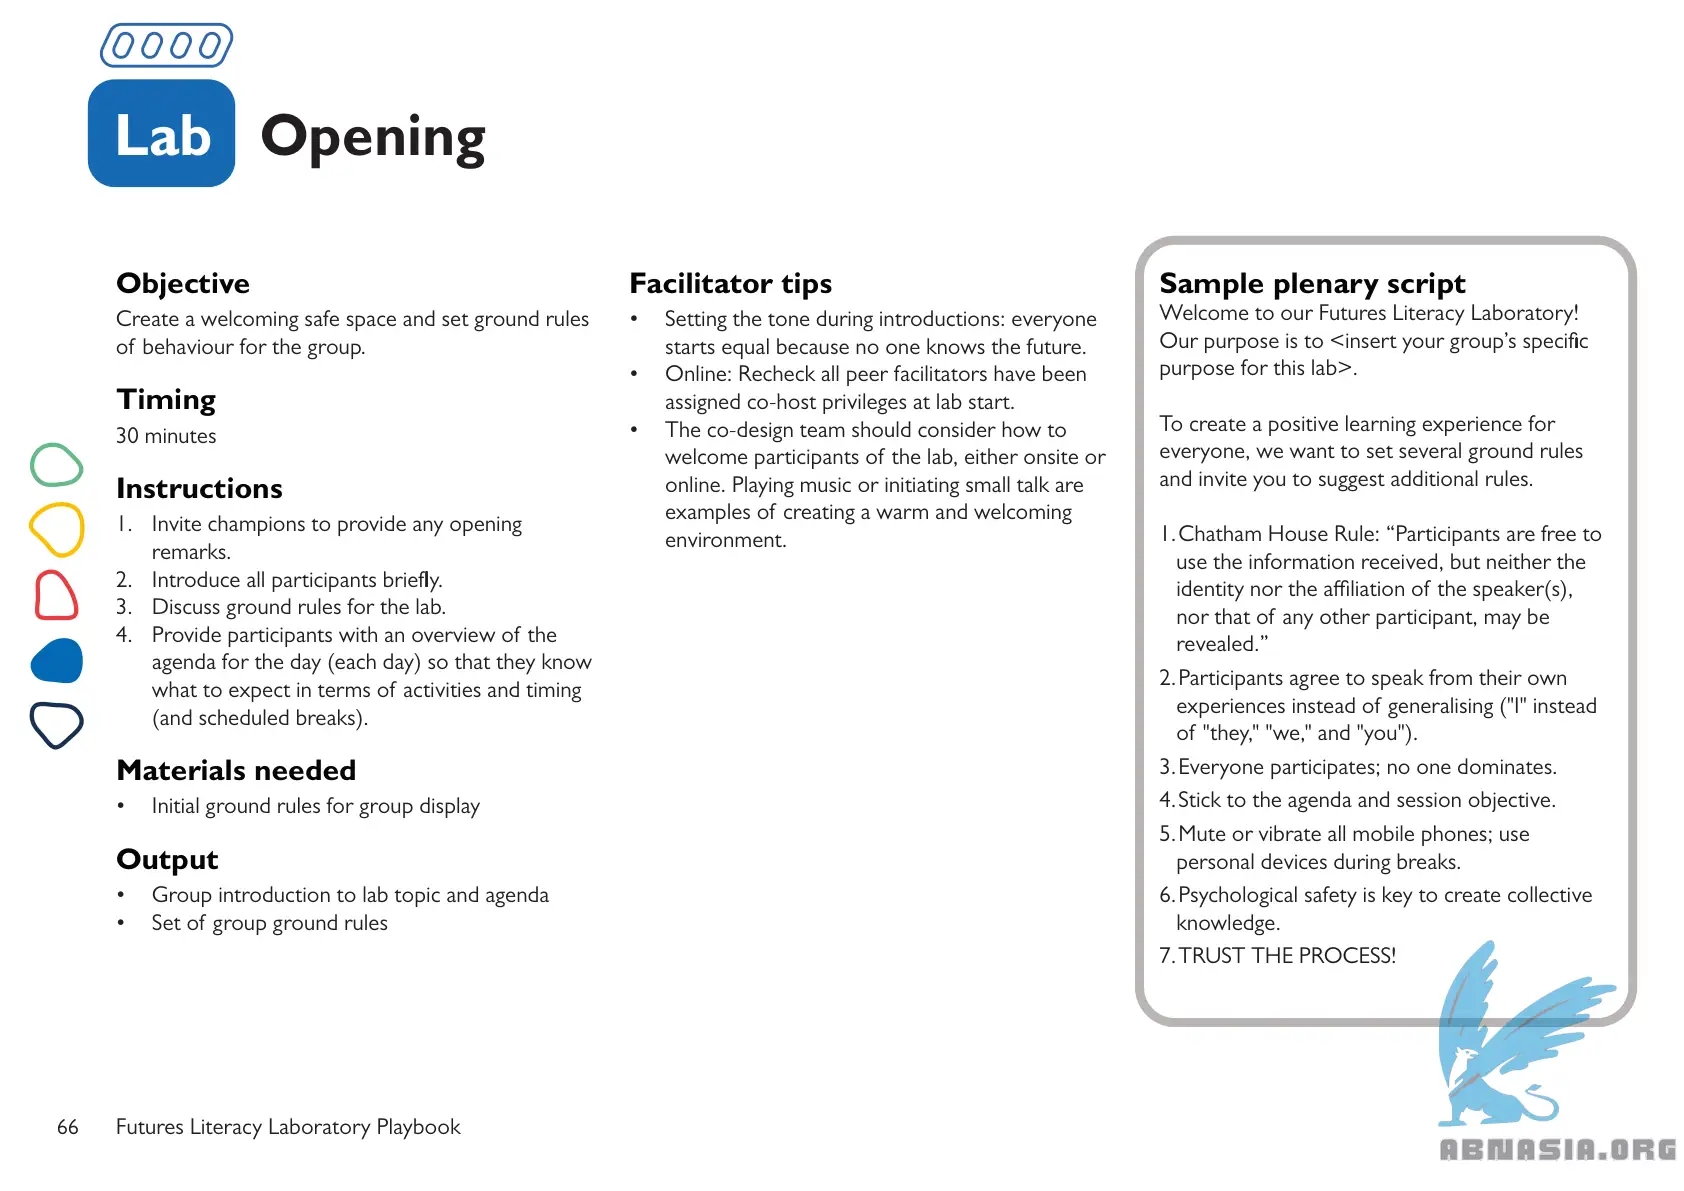 Lab Opening
Objective
Create a welcoming safe space and set ground rules
of behaviour for the group.
Timing
30 minutes
Instructions
1. Invite champions to provide any opening
remarks.
2. Introduce all participants briefly.
3. Discuss ground rules for the lab.
4. Provide participants with an overview of the
agenda for the day (each day) so that they know
what to expect in terms of activities and timing
(and scheduled breaks).
Materials needed
• Initial ground rules for group display
Output
• Group introduction to lab topic and agenda
• Set of group ground rules
Facilitator tips
• Setting the tone during introductions: everyone
starts equal because no one knows the future.
• Online: Recheck all peer facilitators have been
assigned co-host privileges at lab start.
• The co-design team should consider how to
welcome participants of the lab, either onsite or
online. Playing music or initiating small talk are
examples of creating a warm and welcoming
environment.
Sample plenary script
Welcome to our Futures Literacy Laboratory!
Our purpose is to <insert your group’s specific
purpose for this lab>.
To create a positive learning experience for
everyone, we want to set several ground rules
and invite you to suggest additional rules.
1. Chatham House Rule: “Participants are free to
use the information received, but neither the
identity nor the affiliation of the speaker(s),
nor that of any other participant, may be
revealed.”
2. Participants agree to speak from their own
experiences instead of generalising ("I" instead
of "they," "we," and "you").
3. Everyone participates; no one dominates.
4. Stick to the agenda and session objective.
5. Mute or vibrate all mobile phones; use
personal devices during breaks.
6. Psychological safety is key to create collective
knowledge.
7. TRUST THE PROCESS!
66 Futures Literacy Laboratory Playbook
ABNASIA.ORG